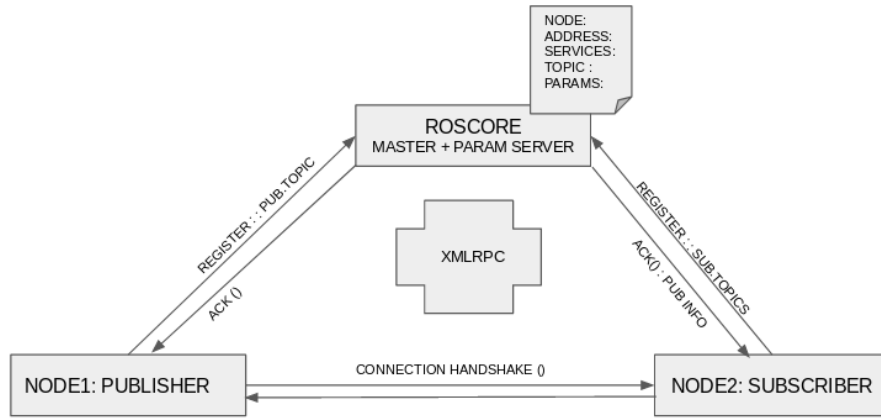 NODE:
ADDRESS:
SERVICES:
TOPIC :
PARAMS:
ROSCORE
MASTER + PARAM SERVER
REGISTER : : PUB.TOPIC
ACK ()
XMLRPC
REGISTER : : SUB.TOPICS
ACK() : PUB INFO
CONNECTION HANDSHAKE ()
NODE1: PUBLISHER
NODE2: SUBSCRIBER